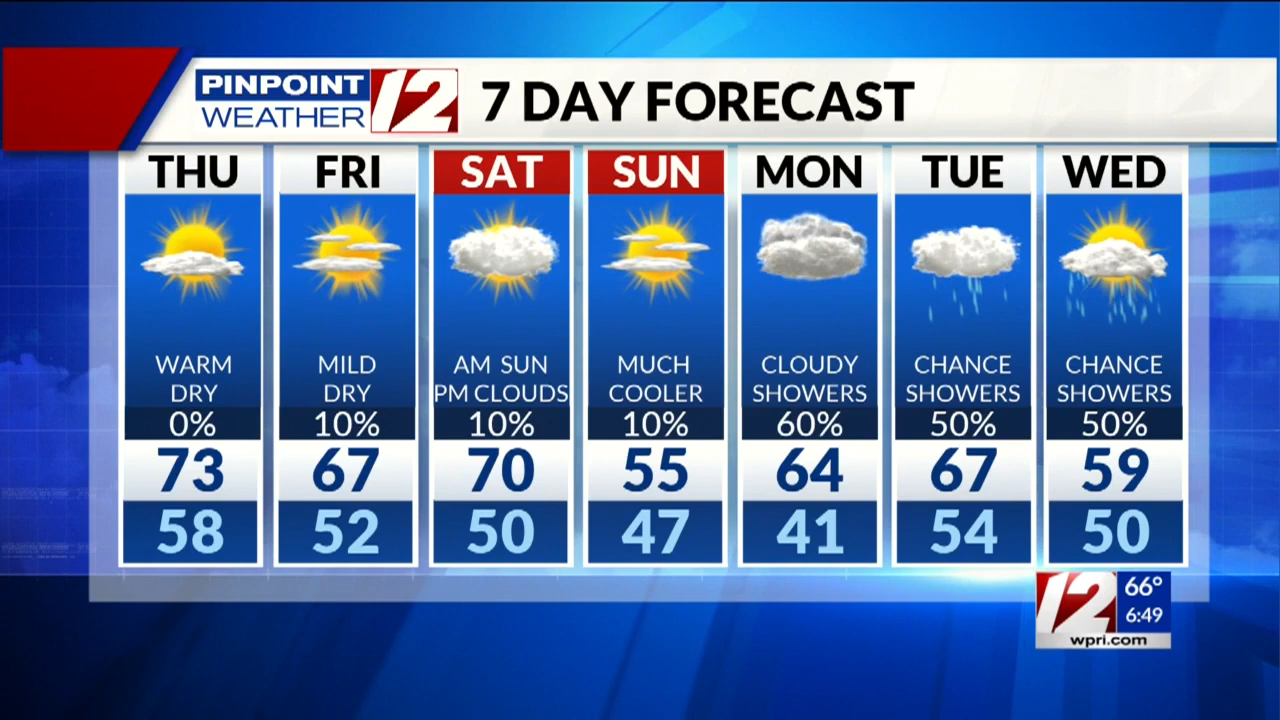 PINPOINT
WEATHER 12
7 DAY FORECAST
THU FRI SAT SUN MON TUE WED
WARM MILD AM SUN MUCH CLOUDY CHANCE CHANCE
DRY DRY PM CLOUDS COOLER SHOWERS SHOWERS SHOWERS
0% 10% 10% 10% 60% 50% 50%
73 67 70 55 64 67 59
58 52 50 47 41 54 50
12 66°
6:49
wpri.com